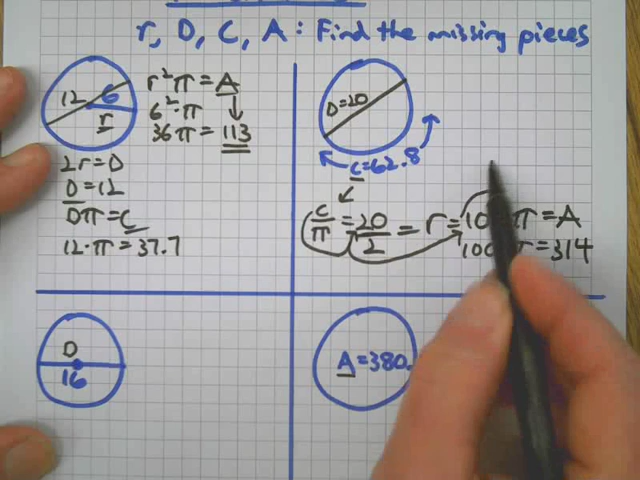 r, D, C, A: Find the missing pieces
12 6
r
r²π = A
6²·π
36π = 113
2r=D
D=12
Dπ=C
12·π=37.7
D=20
C=62.8
C/π = 20/2 = r=10 π=A
100 π=314
D
16
A=380.